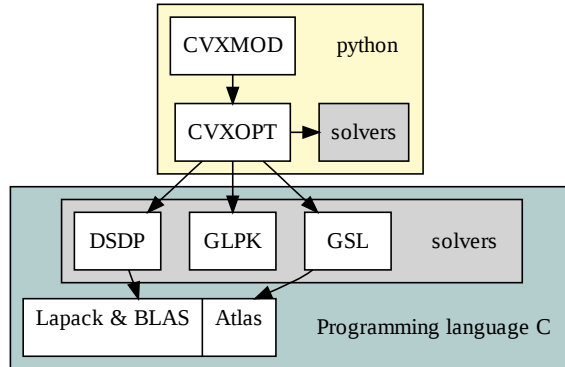 CVXMOD
python
CVXOPT
solvers
DSDP
GLPK
GSL
solvers
Lapack & BLAS
Atlas
Programming language C